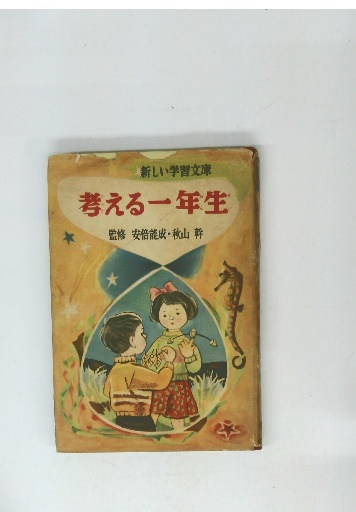 新しい学習文庫
考える一年生
監修 安倍能成・秋山 幹